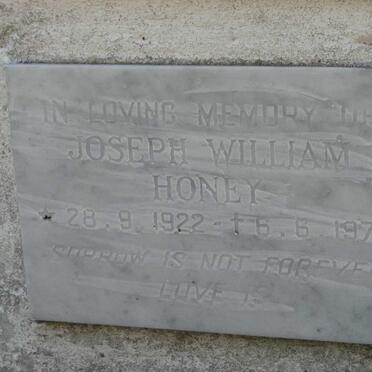 IN LOVING MEMORY
JOSEPH WILLIAM
HONEY
* 28.9.1922 - † 6.6.197
SORROW IS NOT FOREVE
LOVE IS